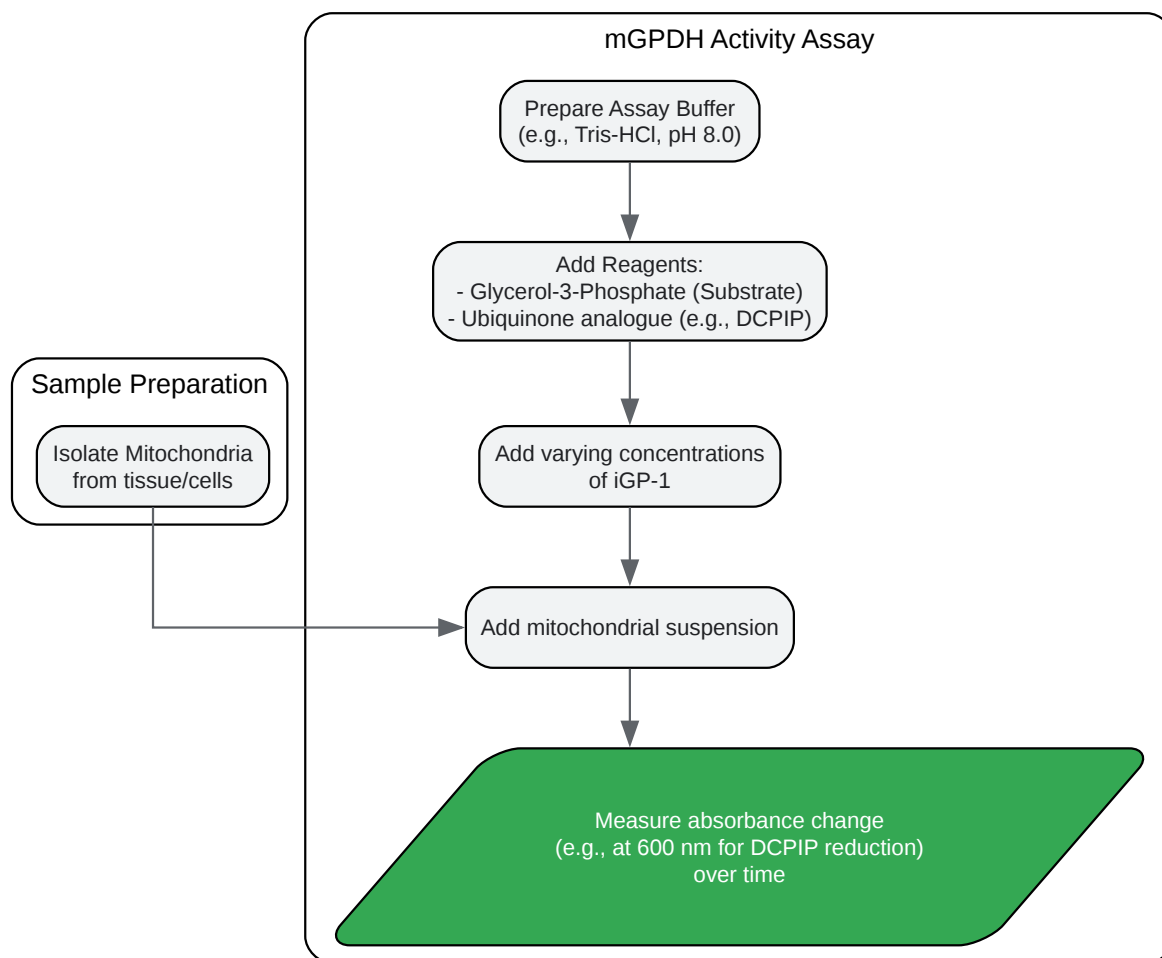 mGPDH Activity Assay
Prepare Assay Buffer
(e.g., Tris-HCl, pH 8.0)
Add Reagents:
- Glycerol-3-Phosphate (Substrate)
- Ubiquinone analogue (e.g., DCPIP)
Sample Preparation
Isolate Mitochondria
from tissue/cells
Add varying concentrations
of iGP-1
Add mitochondrial suspension
Measure absorbance change
(e.g., at 600 nm for DCPIP reduction)
over time